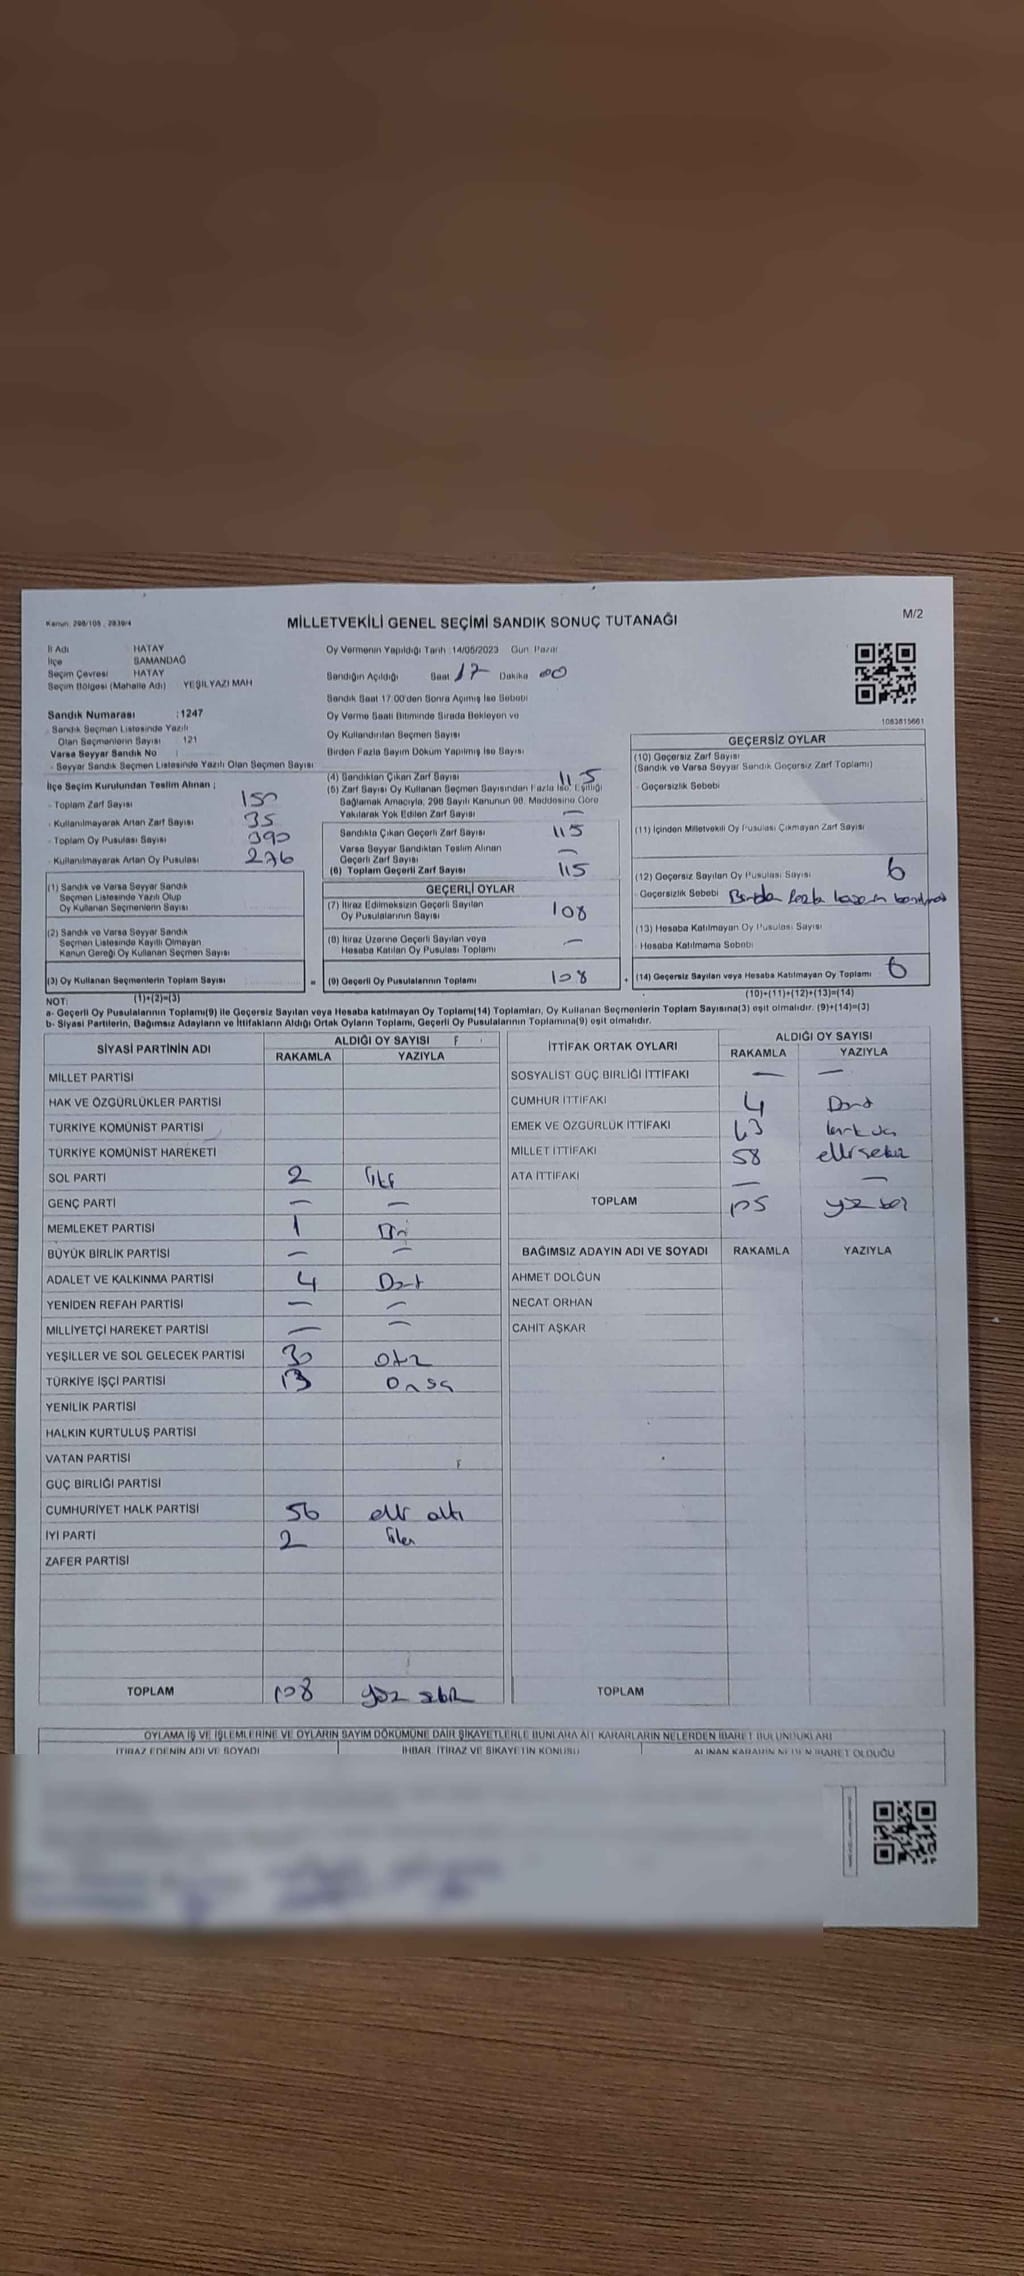 Kanun: 298/105 , 2839/4
MİLLETVEKİLİ GENEL SEÇİMİ SANDIK SONUÇ TUTANAĞI
M/2
İl Adı HATAY
İlçe SAMANDAĞ
Seçim Çevresi HATAY
Seçim Bölgesi (Mahalle Adı) YEŞİLYAZI MAH
Sandık Numarası :1247
Sandık Seçmen Listesinde Yazılı
Olan Seçmenlerin Sayısı : 121
Varsa Seyyar Sandık No :
- Seyyar Sandık Seçmen Listesinde Yazılı Olan Seçmen Sayısı
İlçe Seçim Kurulundan Teslim Alınan ;
- Toplam Zarf Sayısı 150
- Kullanılmayarak Artan Zarf Sayısı 35
- Toplam Oy Pusulası Sayısı 390
- Kullanılmayarak Artan Oy Pusulası 276
(1) Sandık ve Varsa Seyyar Sandık
Seçmen Listesinde Yazılı Olup
Oy Kullanan Seçmenlerin Sayısı
(2) Sandık ve Varsa Seyyar Sandık
Seçmen Listesinde Kayıtlı Olmayan
Kanun Gereği Oy Kullanan Seçmen Sayısı
(3) Oy Kullanan Seçmenlerin Toplam Sayısı =
(1)+(2)=(3)
Oy Vermenin Yapıldığı Tarih :14/05/2023 Gün: Pazar
Sandığın Açıldığı Saat 17 Dakika 00
Sandık Saat 17:00'den Sonra Açımış İse Sebebi
Oy Verme Saati Bitiminde Sırada Bekleyen ve
Oy Kullandırılan Seçmen Sayısı
Birden Fazla Sayım Döküm Yapılmış İse Sayısı
(4) Sandıktan Çıkan Zarf Sayısı 115
(5) Zarf Sayısı Oy Kullanan Seçmen Sayısından Fazla İse, Eşitliği
Sağlamak Amacıyla, 298 Sayılı Kanunun 98. Maddesine Göre
Yakılarak Yok Edilen Zarf Sayısı —
Sandıkta Çıkan Geçerli Zarf Sayısı 115
Varsa Seyyar Sandıktan Teslim Alınan
Geçerli Zarf Sayısı —
(6) Toplam Geçerli Zarf Sayısı 115
GEÇERLİ OYLAR
(7) İtiraz Edilmeksizin Geçerli Sayılan
Oy Pusulalarının Sayısı 108
(8) İtiraz Üzerine Geçerli Sayılan veya
Hesaba Katılan Oy Pusulası Toplamı —
(9) Geçerli Oy Pusulalarının Toplamı 108 +
1083815661
GEÇERSİZ OYLAR
(10) Geçersiz Zarf Sayısı
(Sandık ve Varsa Seyyar Sandık Geçersiz Zarf Toplamı)
- Geçersizlik Sebebi
(11) İçinden Milletvekili Oy Pusulası Çıkmayan Zarf Sayısı
(12) Geçersiz Sayılan Oy Pusulası Sayısı 6
- Geçersizlik Sebebi Birden fazla
(13) Hesaba Katılmayan Oy Pusulası Sayısı
- Hesaba Katılmama Sebebi
(14) Geçersiz Sayılan veya Hesaba Katılmayan Oy Toplamı 6
(10)+(11)+(12)+(13)=(14)
NOT:
a- Geçerli Oy Pusulalarının Toplamı(9) ile Geçersiz Sayılan veya Hesaba katılmayan Oy Toplamı(14) Toplamları, Oy Kullanan Seçmenlerin Toplam Sayısına(3) eşit olmalıdır. (9)+(14)=(3)
b- Siyasi Partilerin, Bağımsız Adayların ve İttifakların Aldığı Ortak Oyların Toplamı, Geçerli Oy Pusulalarının Toplamına(9) eşit olmalıdır.
SİYASİ PARTİNİN ADI ALDIĞI OY SAYISI
RAKAMLA YAZIYLA
MİLLET PARTİSİ
HAK VE ÖZGÜRLÜKLER PARTİSİ
TÜRKİYE KOMÜNİST PARTİSİ
TÜRKİYE KOMÜNİST HAREKETİ
SOL PARTİ 2 iki
GENÇ PARTİ — —
MEMLEKET PARTİSİ 1 Bir
BÜYÜK BİRLİK PARTİSİ — —
ADALET VE KALKINMA PARTİSİ 4 Dört
YENİDEN REFAH PARTİSİ — —
MİLLİYETÇİ HAREKET PARTİSİ — —
YEŞİLLER VE SOL GELECEK PARTİSİ 30 otuz
TÜRKİYE İŞÇİ PARTİSİ 13 Onüç
YENİLİK PARTİSİ
HALKIN KURTULUŞ PARTİSİ
VATAN PARTİSİ
GÜÇ BİRLİĞİ PARTİSİ
CUMHURİYET HALK PARTİSİ 56 elli altı
İYİ PARTİ 2 iki
ZAFER PARTİSİ
TOPLAM 108 yüz sekiz
İTTİFAK ORTAK OYLARI ALDIĞI OY SAYISI
RAKAMLA YAZIYLA
SOSYALİST GÜÇ BİRLİĞİ İTTİFAKI — —
CUMHUR İTTİFAKI 4 Dört
EMEK VE ÖZGÜRLÜK İTTİFAKI 43 kırk üç
MİLLET İTTİFAKI 58 elli sekiz
ATA İTTİFAKI — —
TOPLAM 105 yüz beş
BAĞIMSIZ ADAYIN ADI VE SOYADI RAKAMLA YAZIYLA
AHMET DOLĞUN
NECAT ORHAN
CAHİT AŞKAR
TOPLAM
OYLAMA İŞ VE İŞLEMLERİNE VE OYLARIN SAYIM DÖKÜMÜNE DAİR ŞİKAYETLERLE BUNLARA AİT KARARLARIN NELERDEN İBARET BULUNDUKLARI
İTİRAZ EDENİN ADI VE SOYADI İHBAR, İTİRAZ VE ŞİKAYETİN KONUSU ALINAN KARARIN NEDEN İBARET OLDUĞU